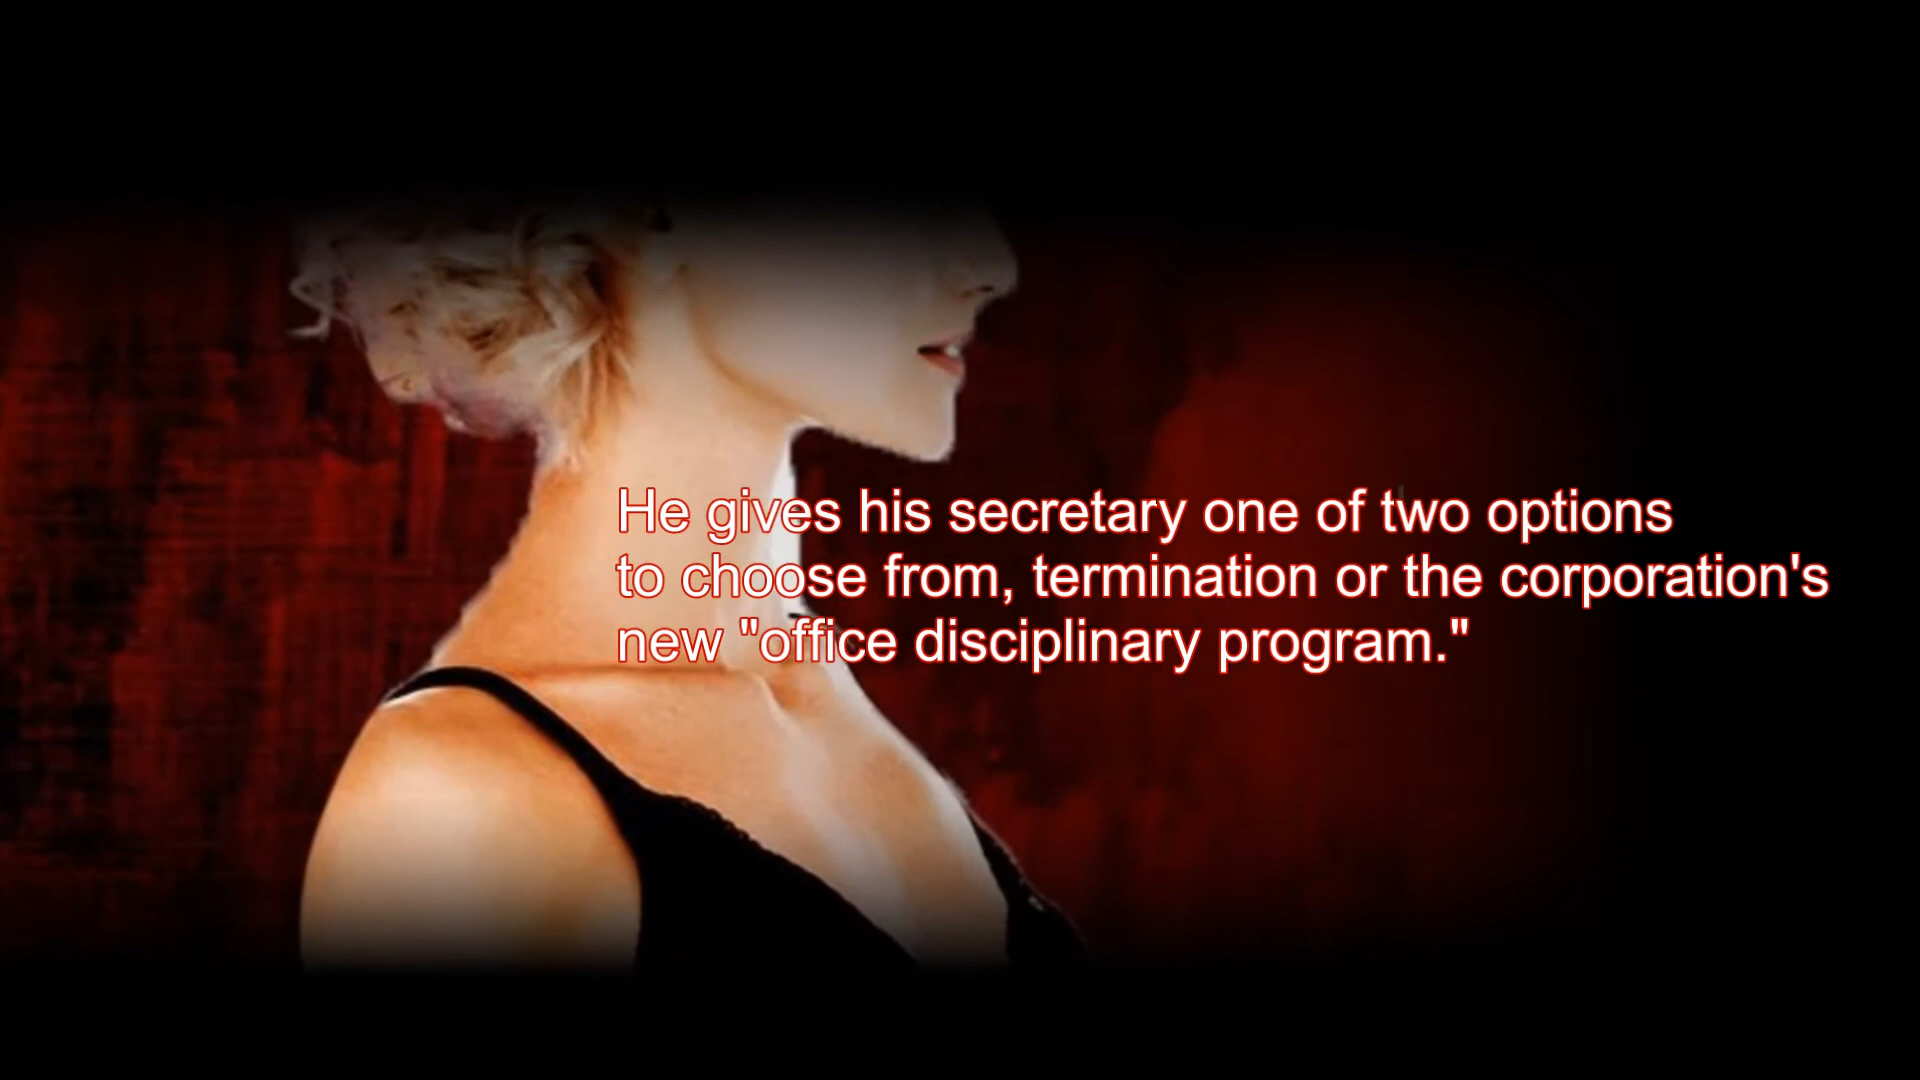 He gives his secretary one of two options
to choose from, termination or the corporation's
new "office disciplinary program."